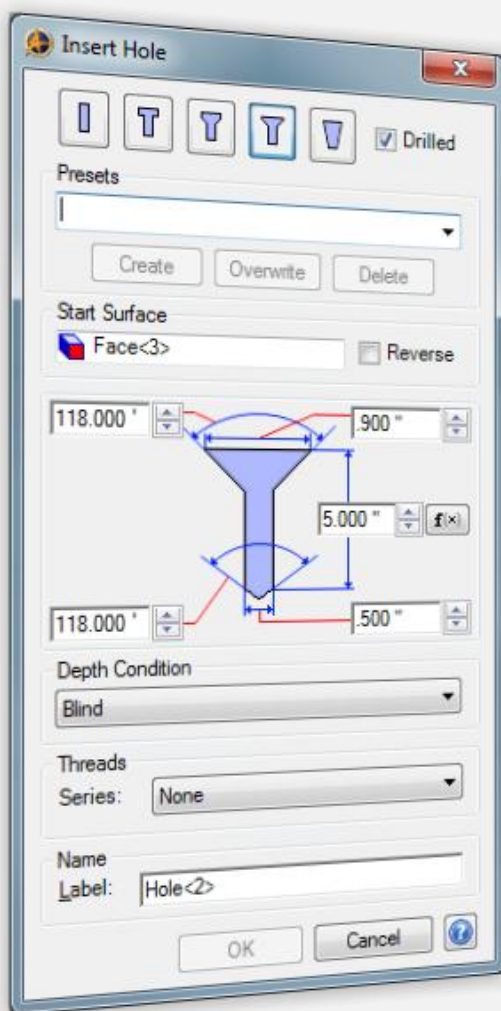 Insert Hole
Drilled
Presets
Create Overwrite Delete
Start Surface
Face<3> Reverse
118.000 ° .900 "
5.000 " f(x)
118.000 ° .500 "
Depth Condition
Blind
Threads
Series: None
Name
Label: Hole<2>
OK Cancel ?